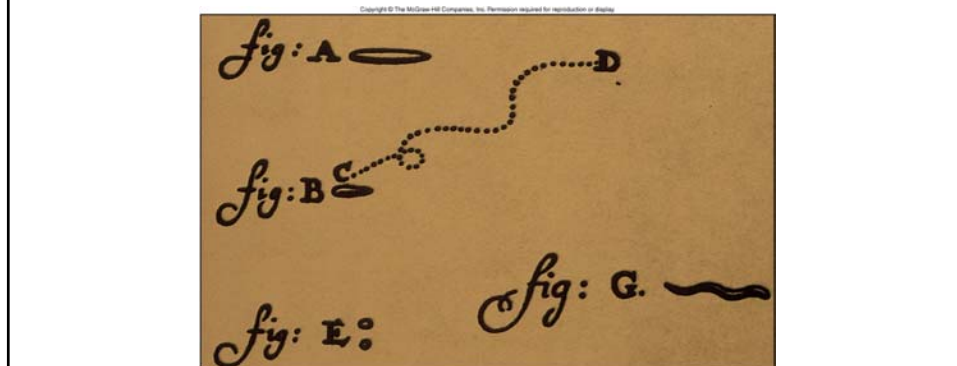 Copyright © The McGraw-Hill Companies, Inc. Permission required for reproduction or display.
fig: A
D
C.
fig: B
fig: G.
fig: E